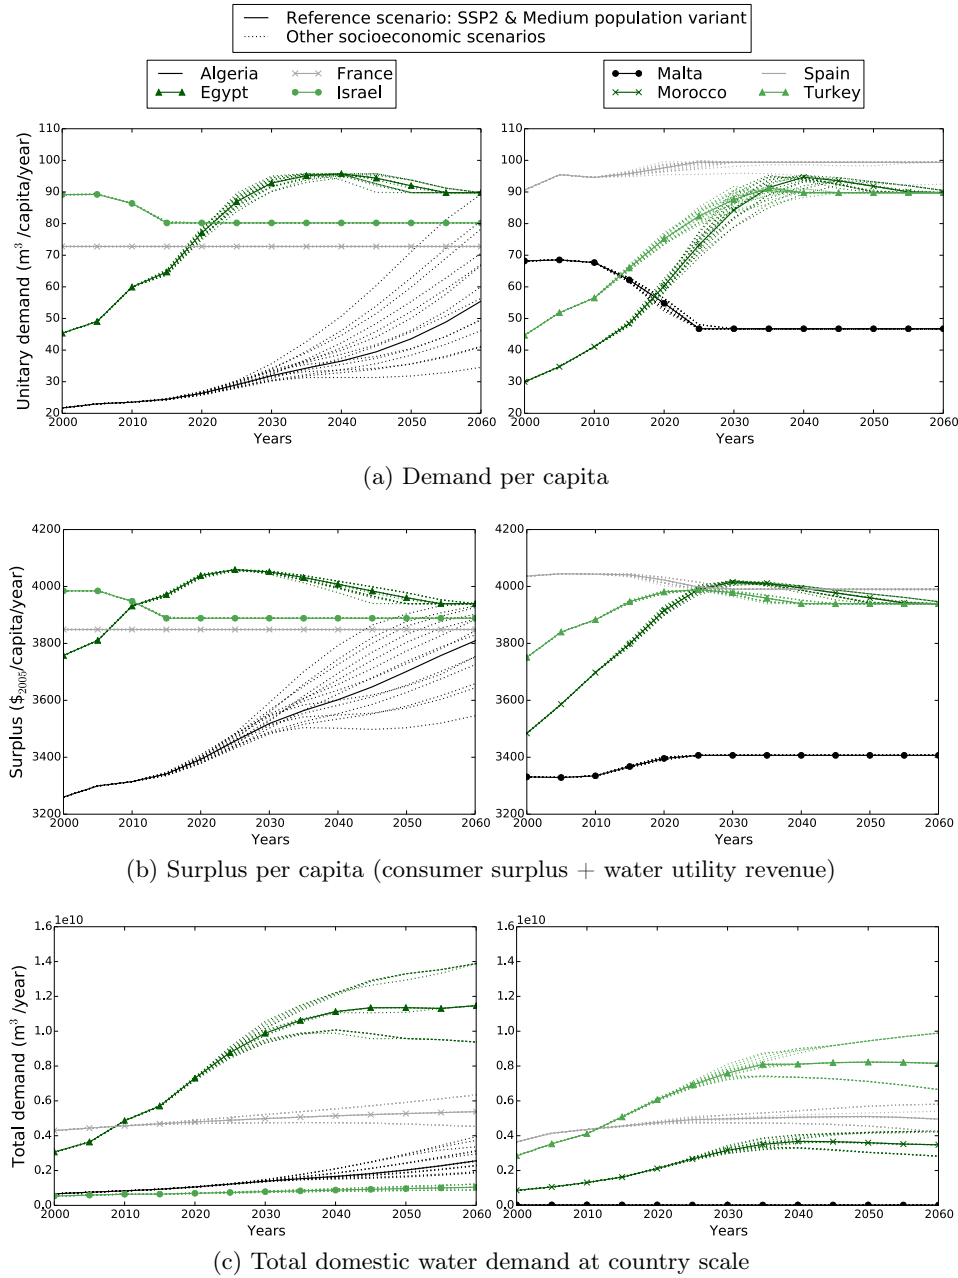 Reference scenario: SSP2 & Medium population variant
Other socioeconomic scenarios
Algeria France
Egypt Israel
Malta Spain
Morocco Turkey
Unitary demand (m³ /capita/year)
110 100 90 80 70 60 50 40 30 20
2000 2010 2020 2030 2040 2050 2060
Years
110 100 90 80 70 60 50 40 30 20
2000 2010 2020 2030 2040 2050 2060
Years
(a) Demand per capita
Surplus ($₂₀₀₅/capita/year)
4200 4000 3800 3600 3400 3200
2000 2010 2020 2030 2040 2050 2060
Years
4200 4000 3800 3600 3400 3200
2000 2010 2020 2030 2040 2050 2060
Years
(b) Surplus per capita (consumer surplus + water utility revenue)
Total demand (m³ /year)
1e10
1.6 1.4 1.2 1.0 0.8 0.6 0.4 0.2 0.0
2000 2010 2020 2030 2040 2050 2060
Years
1e10
1.6 1.4 1.2 1.0 0.8 0.6 0.4 0.2 0.0
2000 2010 2020 2030 2040 2050 2060
Years
(c) Total domestic water demand at country scale